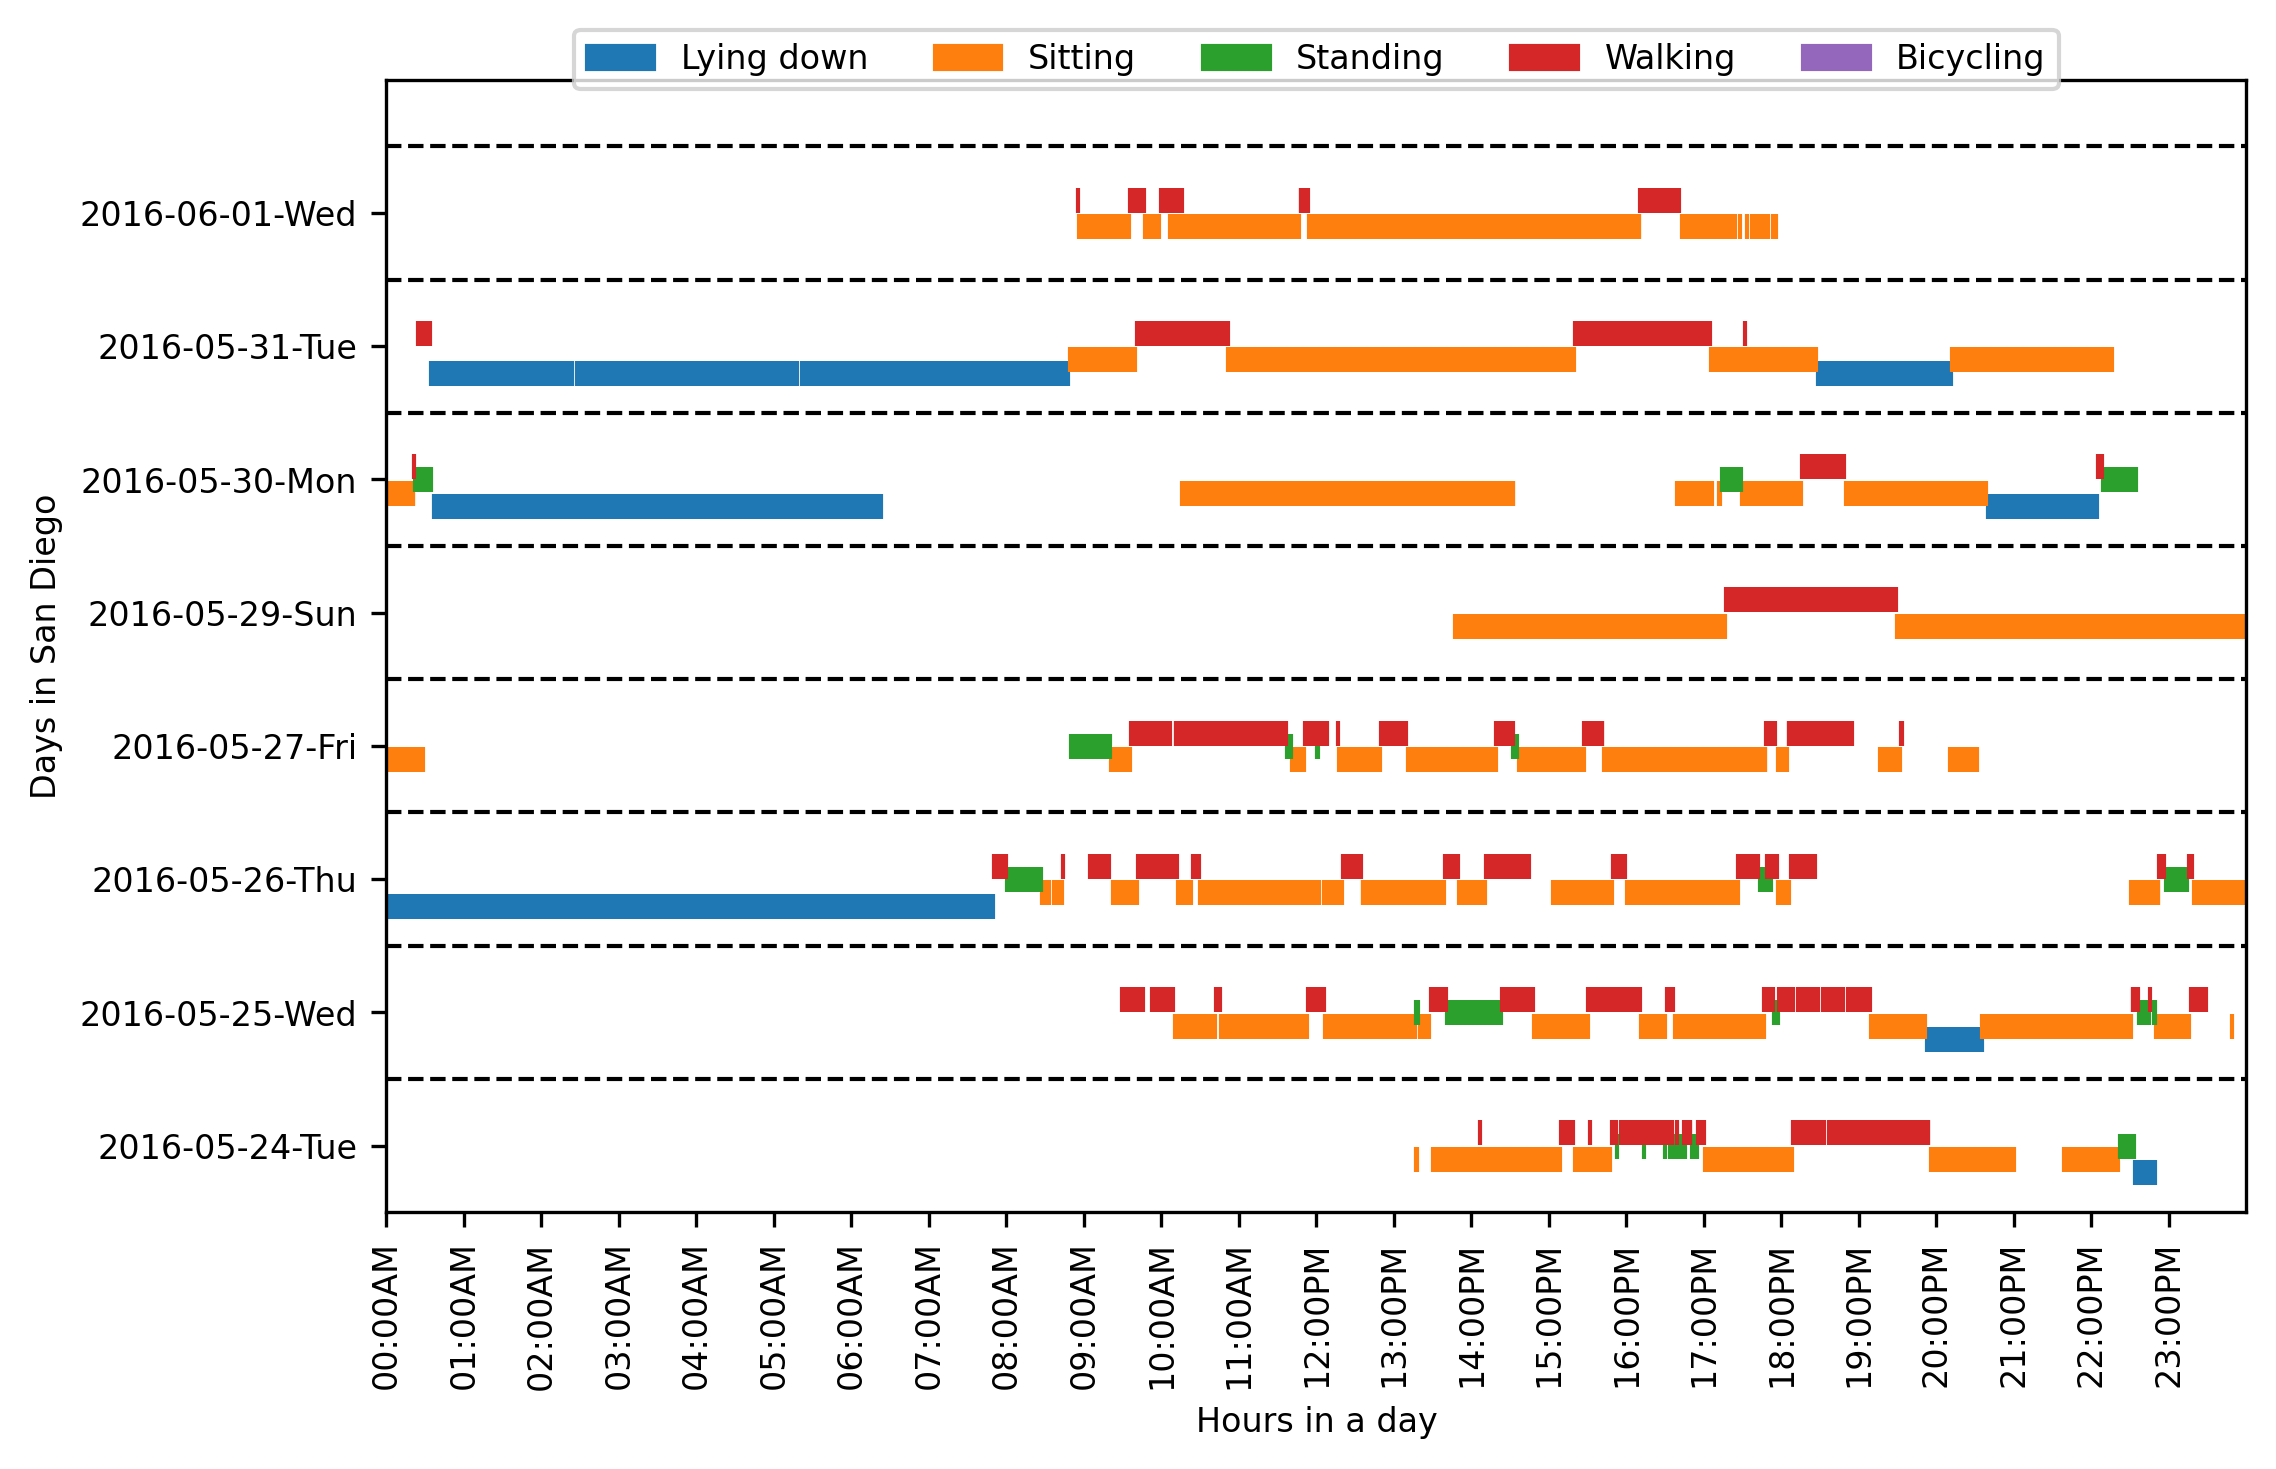 Lying down Sitting Standing Walking Bicycling
2016-06-01-Wed
2016-05-31-Tue
2016-05-30-Mon
2016-05-29-Sun
2016-05-27-Fri
2016-05-26-Thu
2016-05-25-Wed
2016-05-24-Tue
Days in San Diego
00:00AM 01:00AM 02:00AM 03:00AM 04:00AM 05:00AM 06:00AM 07:00AM 08:00AM 09:00AM 10:00AM 11:00AM 12:00PM 13:00PM 14:00PM 15:00PM 16:00PM 17:00PM 18:00PM 19:00PM 20:00PM 21:00PM 22:00PM 23:00PM
Hours in a day